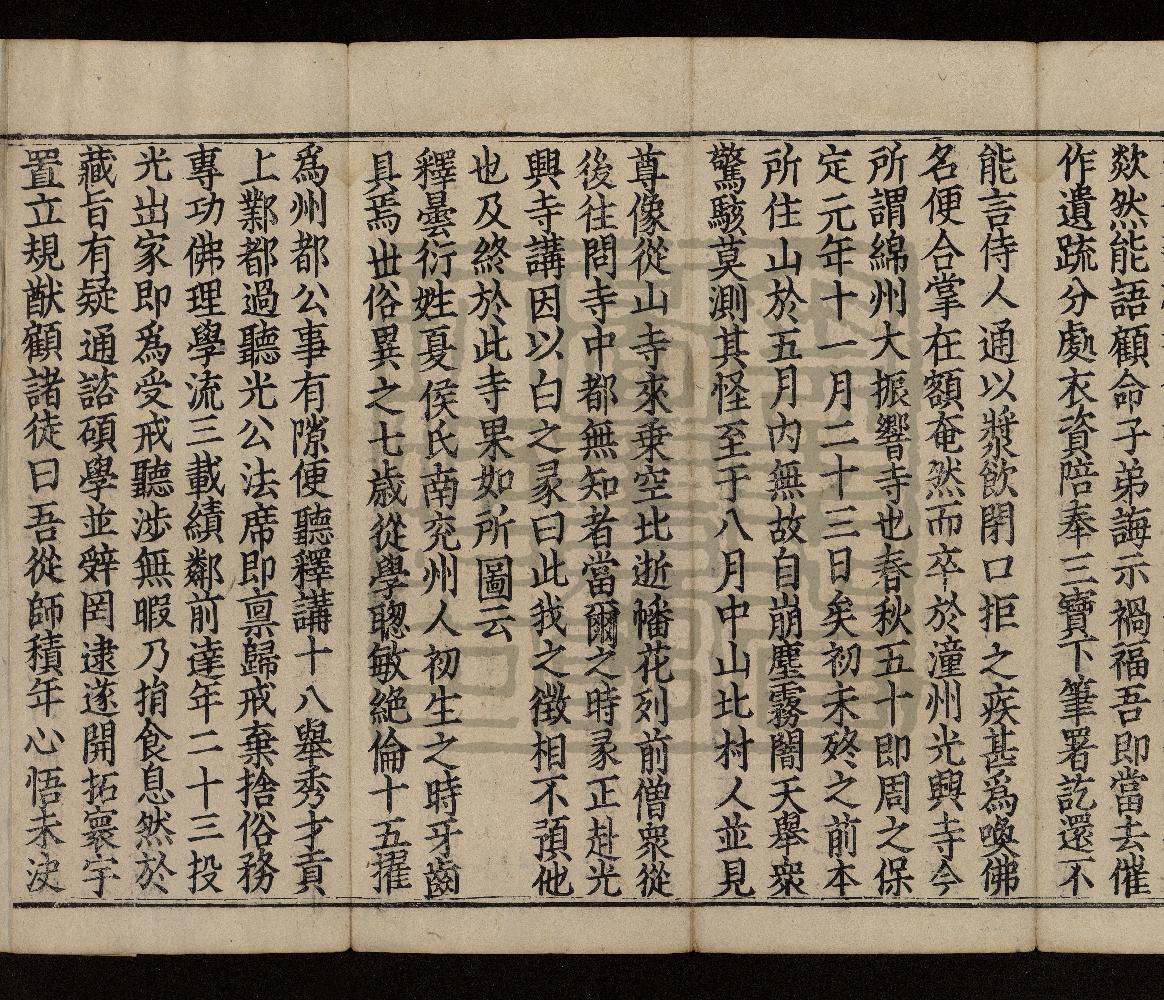 欻然能語顧命子弟誨示禍福吾即當去催
作遺疏分處衣資陪奉三寶下筆署訖還不
能言侍人通以漿飲閉口拒之疾甚爲喚佛
名便合掌在額奄然而卒於潼州光興寺今
所謂綿州大振響寺也春秋五十即周之保
定元年十一月二十三日矣初未終之前本
所住山於五月內無故自崩塵霧闇天舉衆
驚駭莫測其怪至于八月中山北村人並見
尊像從山寺來乗空北逝幡花列前僧衆從
後往問寺中都無知者當爾之時彖正赴光
興寺講因以白之彖曰此我之徵相不預他
也及終於此寺果如所圖云
釋曇衍姓夏侯氏南兖州人初生之時牙齒
具焉丗俗異之七歲從學聦敏絶倫十五擢
爲州都公事有隙便聽釋講十八舉秀才貢
上鄴都過聽光公法席即禀歸戒棄捨俗務
專功佛理學流三載績鄰前達年二十三投
光出家即爲受戒聽涉無暇乃捐食息然於
藏旨有疑通諮碩學並辤罔逮遂開拓寰宇
置立規猷顧諸徒曰吾從師積年心悟未決